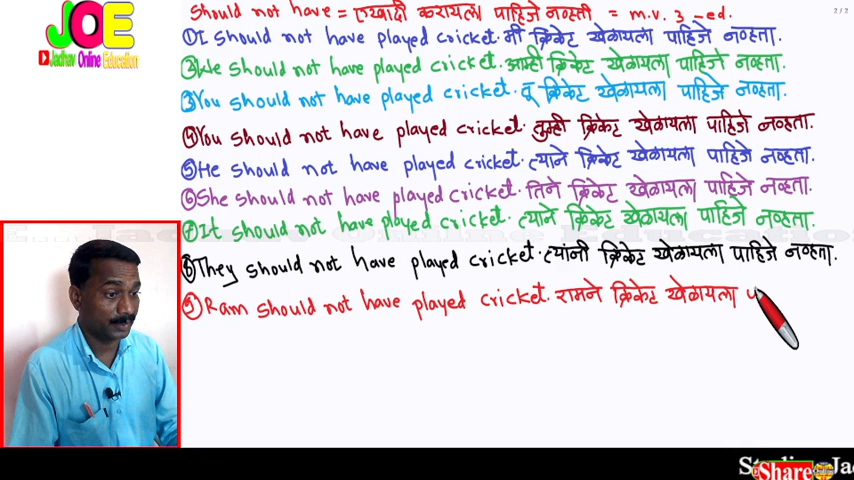 JOE
Jadhav Online Education
2/2
Should not have = एखादी करायला पाहिजे नव्हती = m.v. 3 -ed.
① I should not have played cricket. मी क्रिकेट खेळायला पाहिजे नव्हता.
② We should not have played cricket. आम्ही क्रिकेट खेळायला पाहिजे नव्हता.
③ You should not have played cricket. तू क्रिकेट खेळायला पाहिजे नव्हता.
④ You should not have played cricket. तुम्ही क्रिकेट खेळायला पाहिजे नव्हता.
⑤ He should not have played cricket. त्याने क्रिकेट खेळायला पाहिजे नव्हता.
⑥ She should not have played cricket. तिने क्रिकेट खेळायला पाहिजे नव्हता.
⑦ It should not have played cricket. त्याने क्रिकेट खेळायला पाहिजे नव्हता.
⑧ They should not have played cricket. त्यांनी क्रिकेट खेळायला पाहिजे नव्हता.
⑨ Ram should not have played cricket. रामने क्रिकेट खेळायला प
Share